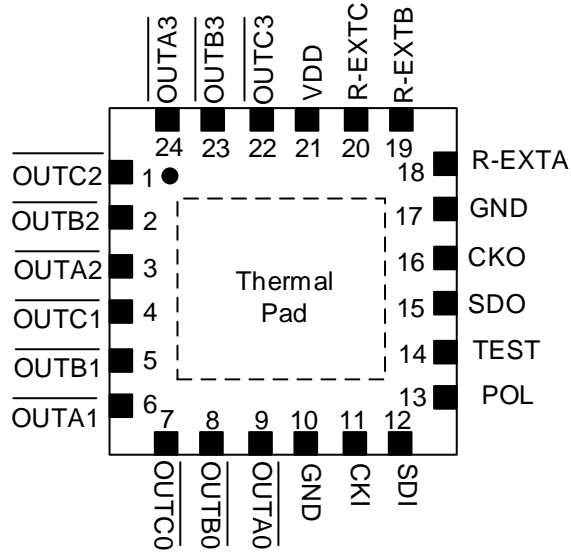 OUTA3
OUTB3
OUTC3
VDD
R-EXTC
R-EXTB
24
23
22
21
20
19
OUTC2
1
18
R-EXTA
OUTB2
2
17
GND
OUTA2
3
16
CKO
OUTC1
4
15
SDO
OUTB1
5
14
TEST
OUTA1
6
13
POL
Thermal
Pad
7
8
9
10
11
12
OUTC0
OUTB0
OUTA0
GND
CKI
SDI